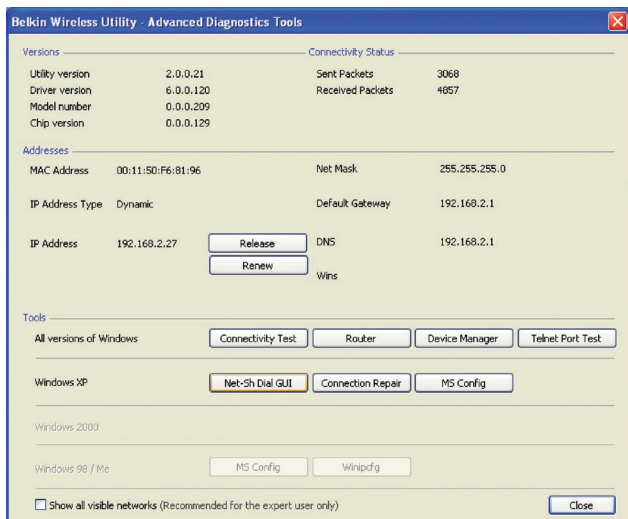 Belkin Wireless Utility - Advanced Diagnostics Tools
Versions
Utility version 2.0.0.21
Driver version 6.0.0.120
Model number 0.0.0.209
Chip version 0.0.0.129
Connectivity Status
Sent Packets 3068
Received Packets 4857
Addresses
MAC Address 00:11:50:F6:81:96
Net Mask 255.255.255.0
IP Address Type Dynamic
Default Gateway 192.168.2.1
IP Address 192.168.2.27
Release
Renew
DNS 192.168.2.1
Wins
Tools
All versions of Windows Connectivity Test Router Device Manager Telnet Port Test
Windows XP Net-Sh Dial GUI Connection Repair MS Config
Windows 2000
Windows 98 / Me MS Config Winipcfg
Show all visible networks (Recommended for the expert user only) Close